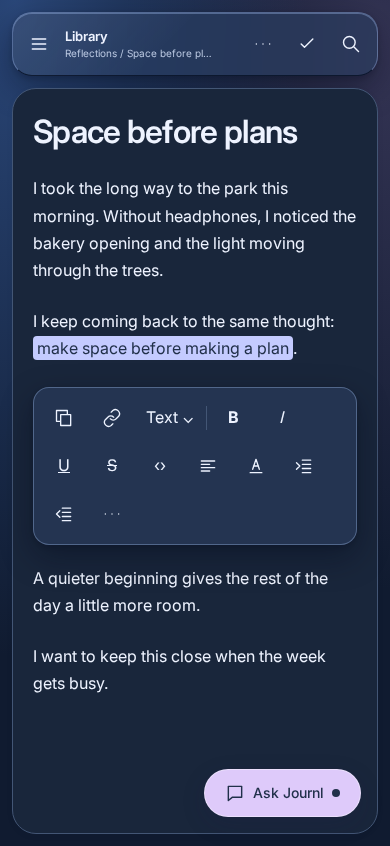 Library
Reflections / Space before pl...
Space before plans
I took the long way to the park this
morning. Without headphones, I noticed the
bakery opening and the light moving
through the trees.
I keep coming back to the same thought:
make space before making a plan.
Text
B I
U S A
A quieter beginning gives the rest of the
day a little more room.
I want to keep this close when the week
gets busy.
Ask Journl